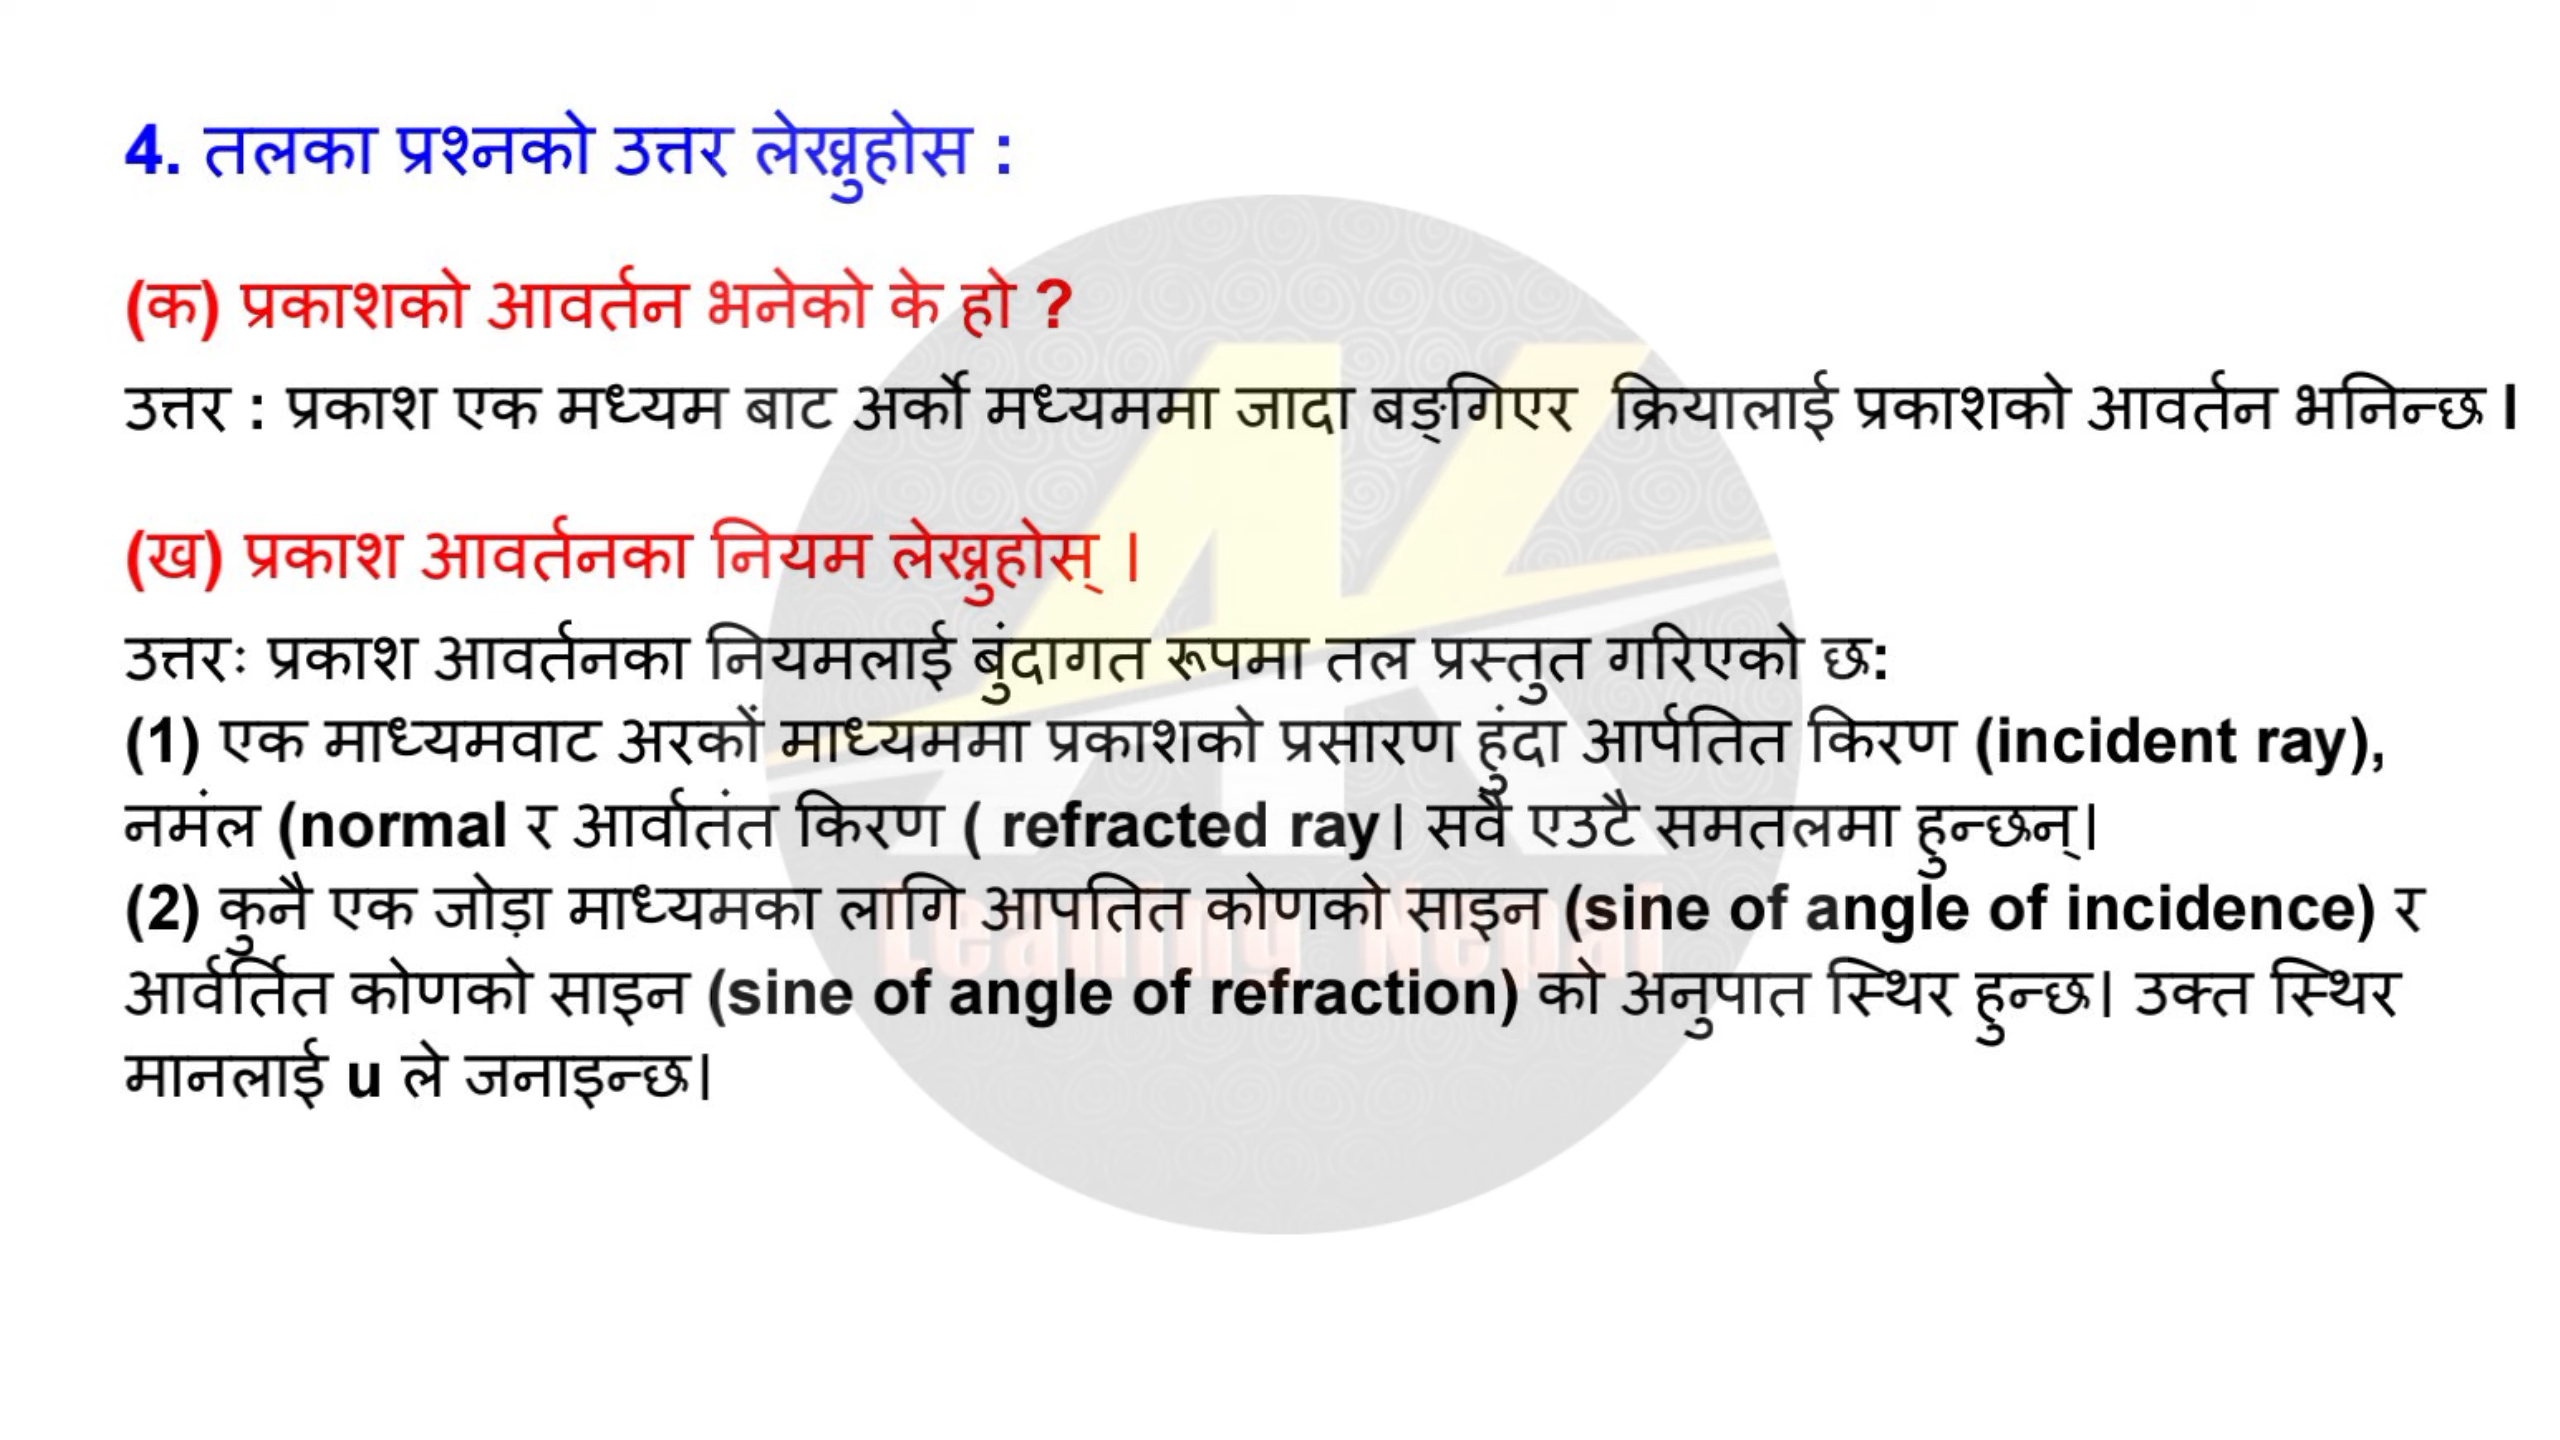 4. तलका प्रश्नको उत्तर लेख्नुहोस :
(क) प्रकाशको आवर्तन भनेको के हो ?
उत्तर : प्रकाश एक मध्यम बाट अर्को मध्यममा जादा बङ्गिएर क्रियालाई प्रकाशको आवर्तन भनिन्छ l
(ख) प्रकाश आवर्तनका नियम लेख्नुहोस् ।
उत्तरः प्रकाश आवर्तनका नियमलाई बुंदागत रूपमा तल प्रस्तुत गरिएको छ:
(1) एक माध्यमवाट अरकों माध्यममा प्रकाशको प्रसारण हुंदा आर्पतित किरण (incident ray),
नमंल (normal र आर्वातंत किरण ( refracted ray। सवै एउटै समतलमा हुन्छन्।
(2) कुनै एक जोड़ा माध्यमका लागि आपतित कोणको साइन (sine of angle of incidence) र
आर्वर्तित कोणको साइन (sine of angle of refraction) को अनुपात स्थिर हुन्छ। उक्त स्थिर
मानलाई u ले जनाइन्छ।
Leaning Nepal